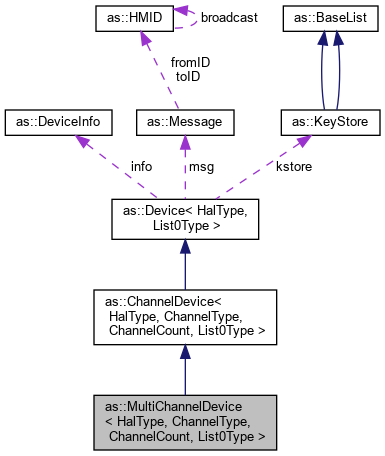 as::HMID
broadcast
as::BaseList
fromID
toID
as::DeviceInfo
as::Message
as::KeyStore
info
msg
kstore
as::Device< HalType,
List0Type >
as::ChannelDevice<
HalType, ChannelType,
ChannelCount, List0Type >
as::MultiChannelDevice
< HalType, ChannelType,
ChannelCount, List0Type >